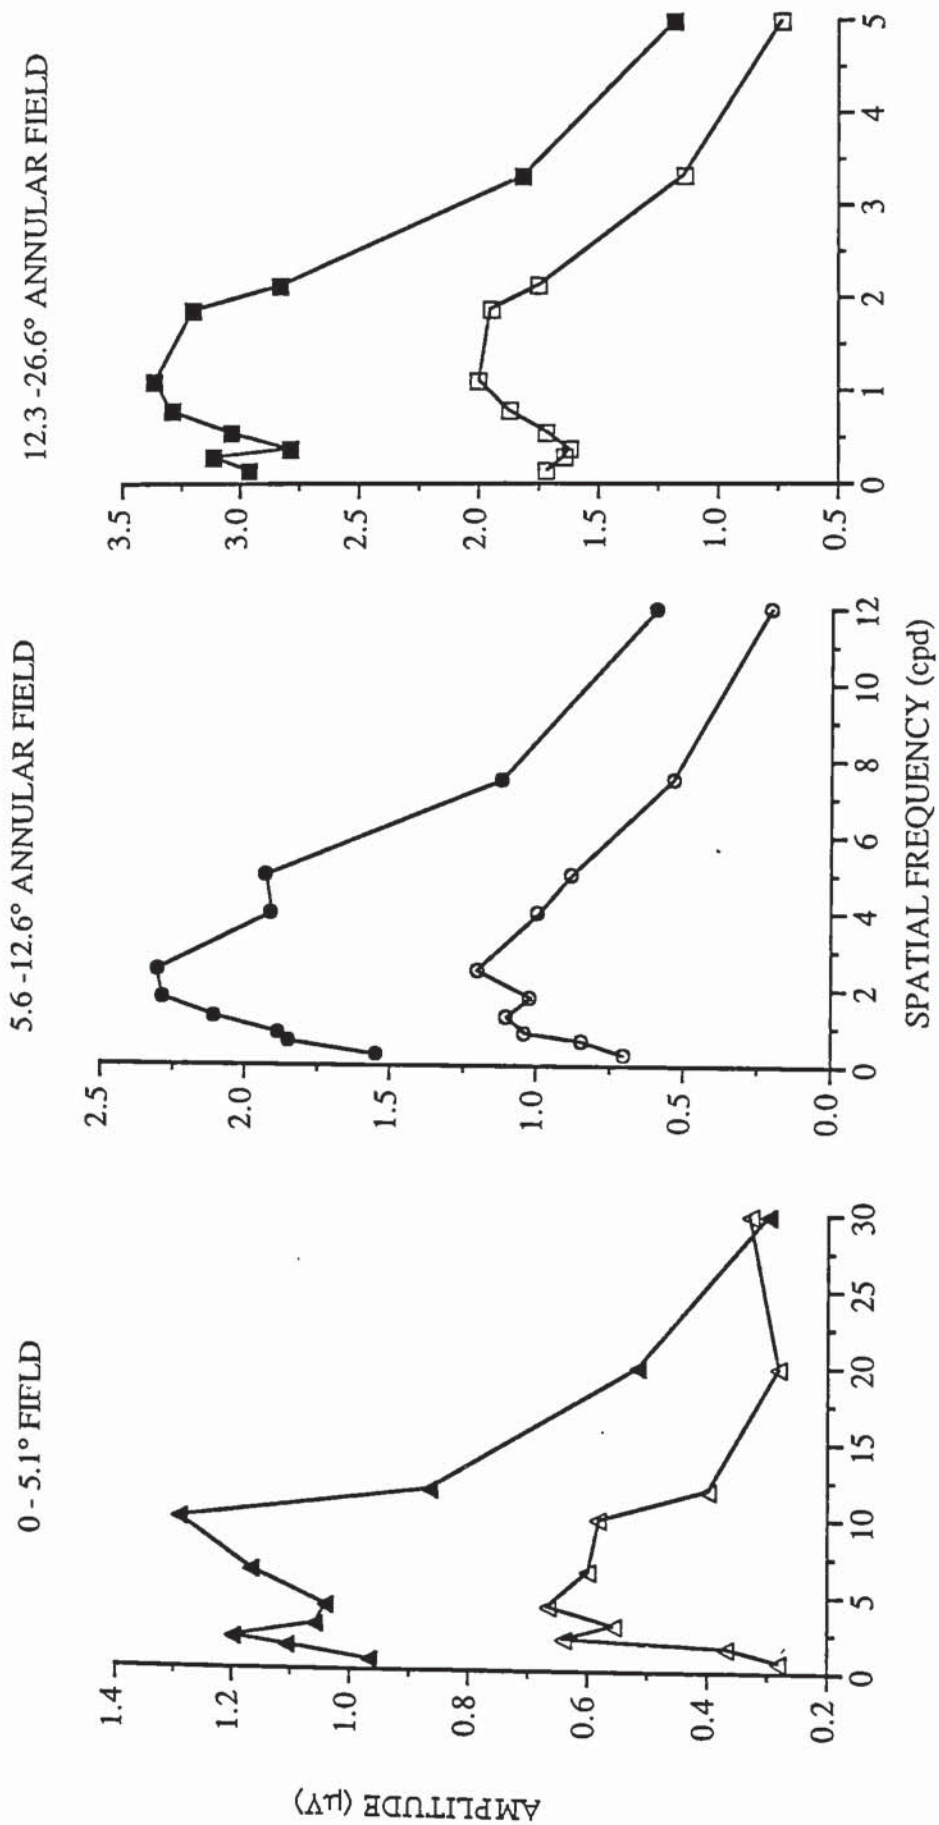 0 - 5.1° FIFLD
5.6 -12.6° ANNULAR FIELD
12.3 -26.6° ANNULAR FIELD
AMPLITUDE (µV)
1.4
1.2
1.0
0.8
0.6
0.4
0.2
0 5 10 15 20 25 30
2.5
2.0
1.5
1.0
0.5
0.0
0 2 4 6 8 10 12
3.5
3.0
2.5
2.0
1.5
1.0
0.5
0 1 2 3 4 5
SPATIAL FREQUENCY (cpd)